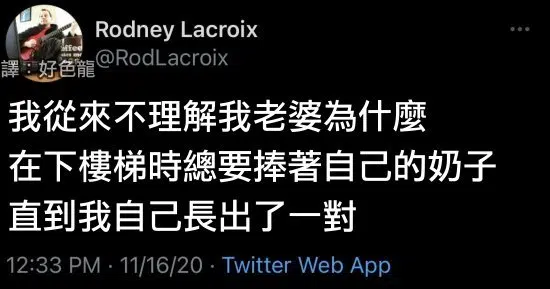 Rodney Lacroix
@RodLacroix
譯：好色龍
我從來不理解我老婆為什麼
在下樓梯時總要捧著自己的奶子
直到我自己長出了一對
12:33 PM · 11/16/20 · Twitter Web App